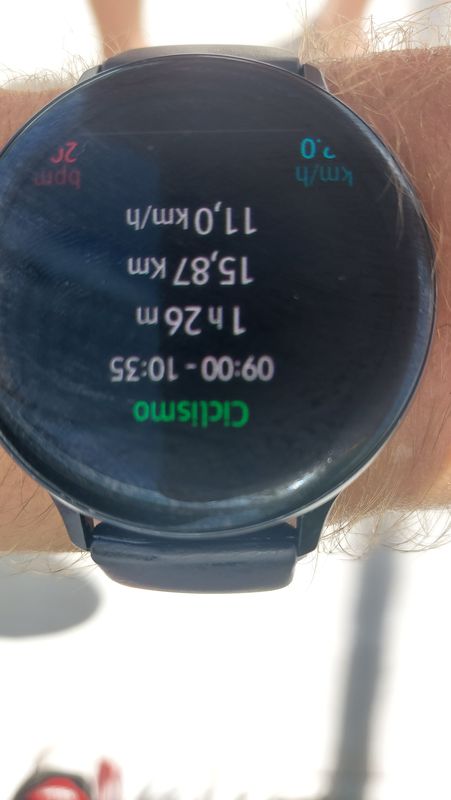 Ciclismo
09:00 - 10:35
1 h 26 m
15,87 Km
11,0 km/h
km/h bpm